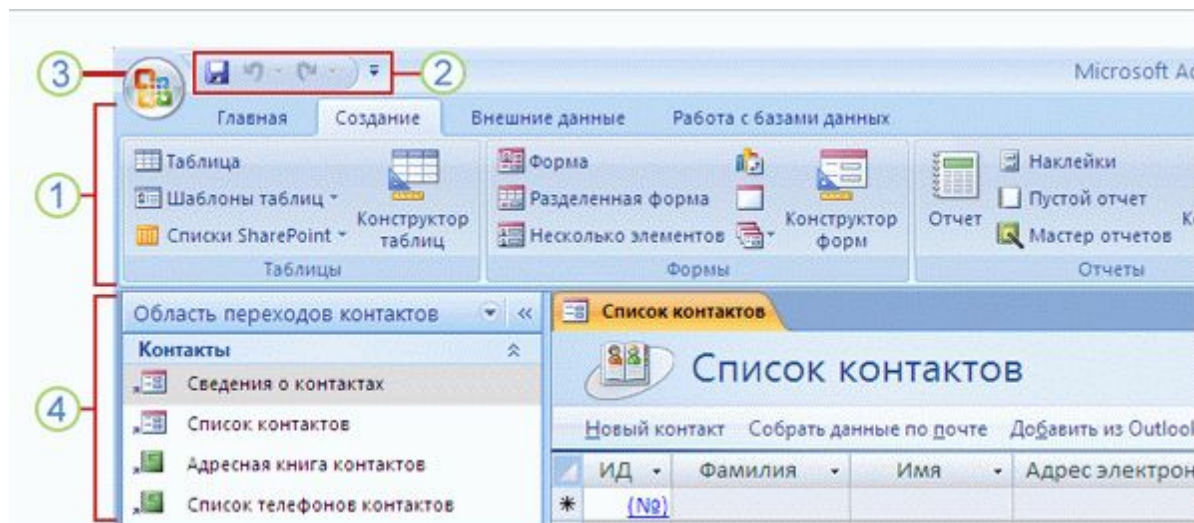 3
2
Microsoft Ac
Главная Создание Внешние данные Работа с базами данных
1
Таблица
Шаблоны таблиц
Списки SharePoint
Конструктор
таблиц
Таблицы
Форма
Разделенная форма
Несколько элементов
Конструктор
форм
Формы
Отчет
Наклейки
Пустой отчет
Мастер отчетов
К
Отчеты
4
Область переходов контактов
Контакты
Сведения о контактах
Список контактов
Адресная книга контактов
Список телефонов контактов
Список контактов
Список контактов
Новый контакт Собрать данные по почте Добавить из Outlook
ИД Фамилия Имя Адрес электрон
(№)